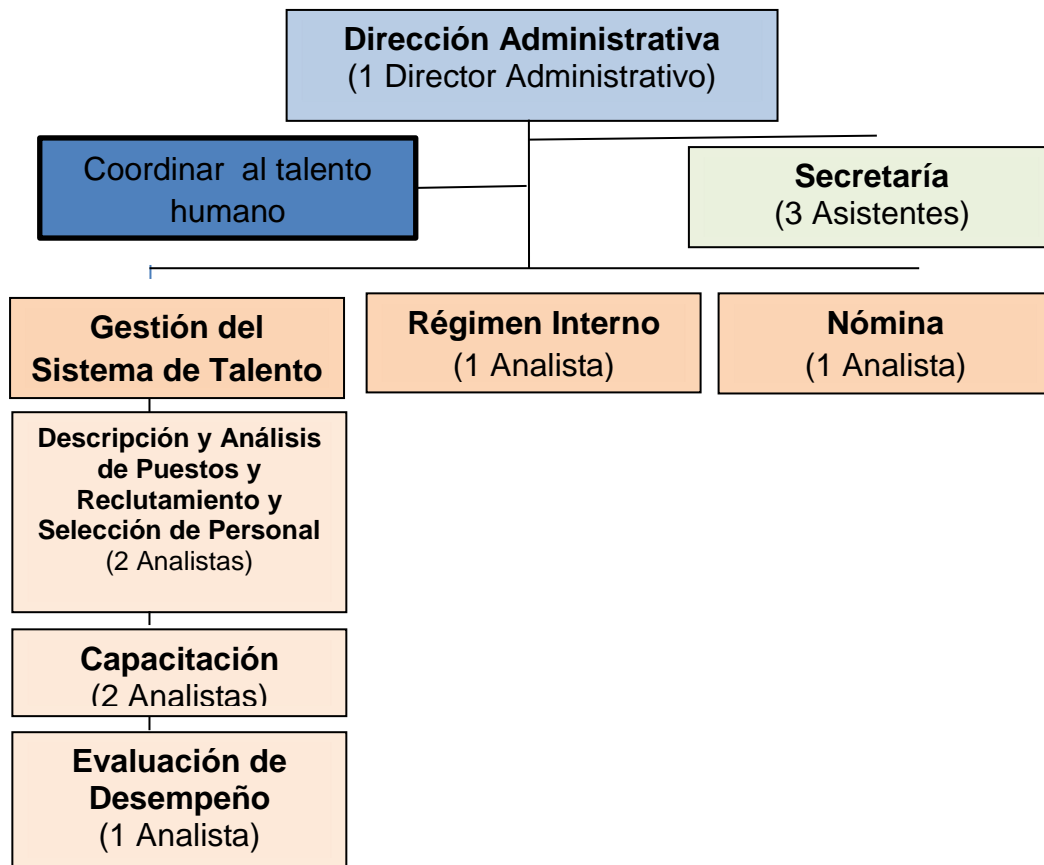 Dirección Administrativa
(1 Director Administrativo)
Coordinar al talento
humano
Secretaría
(3 Asistentes)
Gestión del
Sistema de Talento
Régimen Interno
(1 Analista)
Nómina
(1 Analista)
Descripción y Análisis
de Puestos y
Reclutamiento y
Selección de Personal
(2 Analistas)
Capacitación
(2 Analistas)
Evaluación de
Desempeño
(1 Analista)